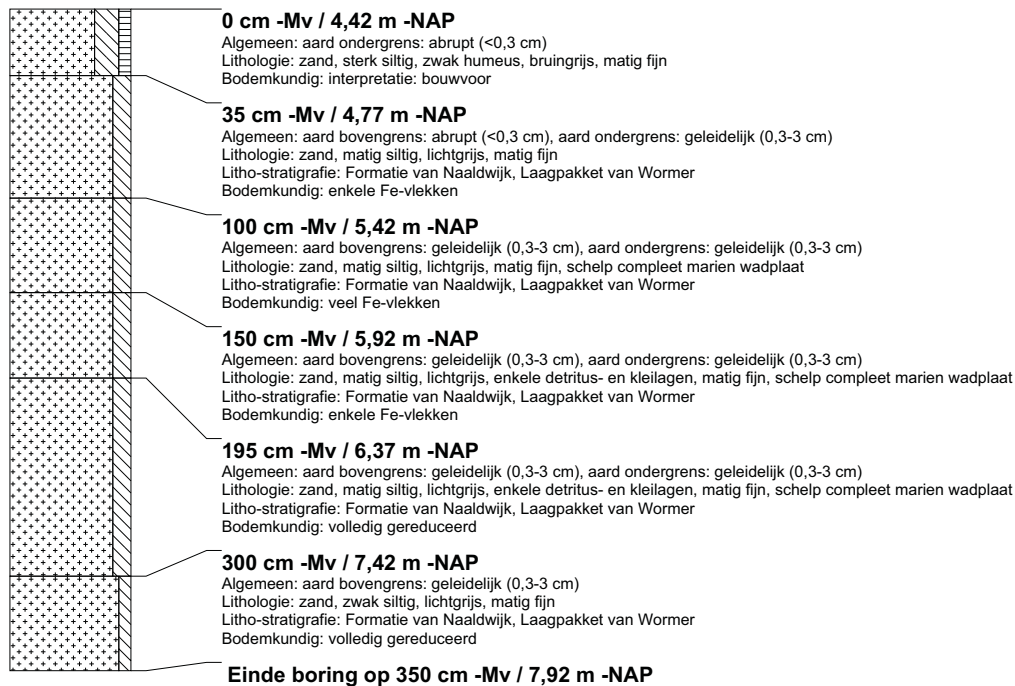 0 cm -Mv / 4,42 m -NAP
Algemeen: aard ondergrens: abrupt (<0,3 cm)
Lithologie: zand, sterk siltig, zwak humeus, bruingrijs, matig fijn
Bodemkundig: interpretatie: bouwvoor
35 cm -Mv / 4,77 m -NAP
Algemeen: aard bovengrens: abrupt (<0,3 cm), aard ondergrens: geleidelijk (0,3-3 cm)
Lithologie: zand, matig siltig, lichtgrijs, matig fijn
Litho-stratigrafie: Formatie van Naaldwijk, Laagpakket van Wormer
Bodemkundig: enkele Fe-vlekken
100 cm -Mv / 5,42 m -NAP
Algemeen: aard bovengrens: geleidelijk (0,3-3 cm), aard ondergrens: geleidelijk (0,3-3 cm)
Lithologie: zand, matig siltig, lichtgrijs, matig fijn, schelp compleet marien wadplaat
Litho-stratigrafie: Formatie van Naaldwijk, Laagpakket van Wormer
Bodemkundig: veel Fe-vlekken
150 cm -Mv / 5,92 m -NAP
Algemeen: aard bovengrens: geleidelijk (0,3-3 cm), aard ondergrens: geleidelijk (0,3-3 cm)
Lithologie: zand, matig siltig, lichtgrijs, enkele detritus- en kleilagen, matig fijn, schelp compleet marien wadplaat
Litho-stratigrafie: Formatie van Naaldwijk, Laagpakket van Wormer
Bodemkundig: enkele Fe-vlekken
195 cm -Mv / 6,37 m -NAP
Algemeen: aard bovengrens: geleidelijk (0,3-3 cm), aard ondergrens: geleidelijk (0,3-3 cm)
Lithologie: zand, matig siltig, lichtgrijs, enkele detritus- en kleilagen, matig fijn, schelp compleet marien wadplaat
Litho-stratigrafie: Formatie van Naaldwijk, Laagpakket van Wormer
Bodemkundig: volledig gereduceerd
300 cm -Mv / 7,42 m -NAP
Algemeen: aard bovengrens: geleidelijk (0,3-3 cm)
Lithologie: zand, zwak siltig, lichtgrijs, matig fijn
Litho-stratigrafie: Formatie van Naaldwijk, Laagpakket van Wormer
Bodemkundig: volledig gereduceerd
Einde boring op 350 cm -Mv / 7,92 m -NAP